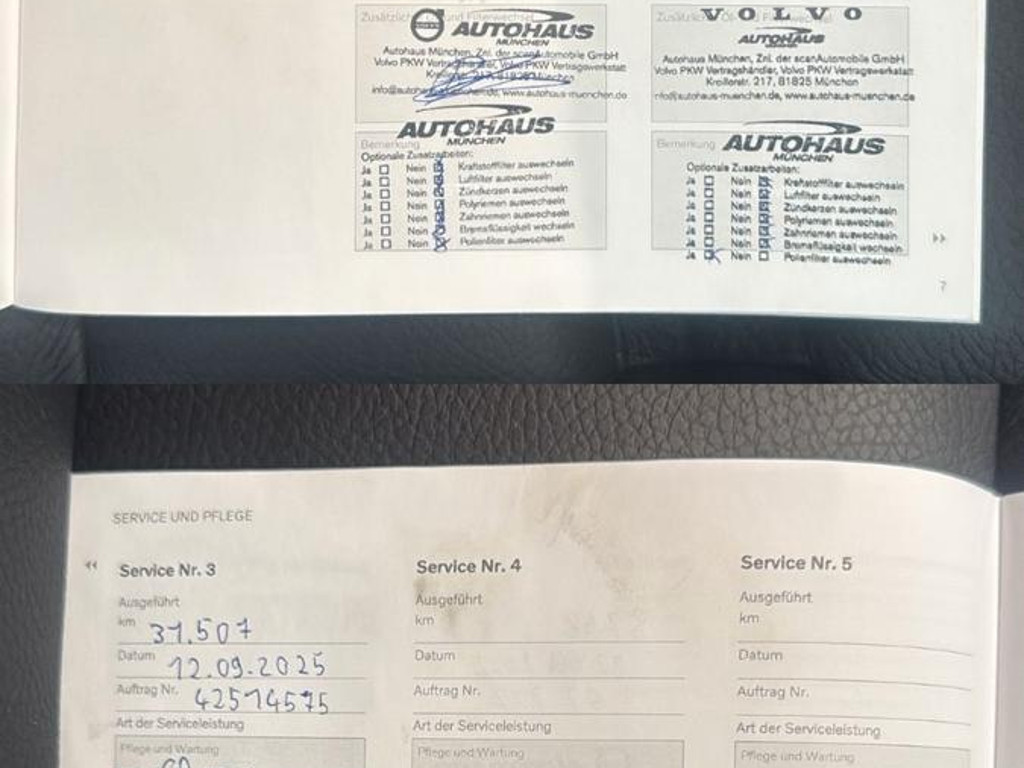 VOLVO
AUTOHAUS
MÜNCHEN
Autohaus München, Znl. der scanAutomobile GmbH
Volvo PKW Vertragshändler, Volvo PKW Vertragswerkstatt
Kreillerstr. 217, 81825 München
info@autohaus-muenchen.de, www.autohaus-muenchen.de
AUTOHAUS
MÜNCHEN
Bemerkung
Optionale Zusatzarbeiten:
Ja Nein Kraftstofffilter auswechseln
Ja Nein Luftfilter auswechseln
Ja Nein Zündkerzen auswechseln
Ja Nein Polyriemen auswechseln
Ja Nein Zahnriemen auswechseln
Ja Nein Bremsflüssigkeit auswechseln
Ja Nein Pollenfilter auswechseln
VOLVO
AUTOHAUS
Autohaus München, Znl. der scanAutomobile GmbH
Volvo PKW Vertragshändler, Volvo PKW Vertragswerkstatt
Kreillerstr. 217, 81825 München
info@autohaus-muenchen.de, www.autohaus-muenchen.de
AUTOHAUS
MÜNCHEN
Bemerkung
Optionale Zusatzarbeiten:
Ja Nein Kraftstofffilter auswechseln
Ja Nein Luftfilter auswechseln
Ja Nein Zündkerzen auswechseln
Ja Nein Polyriemen auswechseln
Ja Nein Zahnriemen auswechseln
Ja Nein Bremsflüssigkeit wechseln
Ja Nein Pollenfilter auswechseln
7
SERVICE UND PFLEGE
Service Nr. 3
Ausgeführt
km 31.507
Datum 12.09.2025
Auftrag Nr. 42514575
Art der Serviceleistung
Pflege und Wartung
Service Nr. 4
Ausgeführt
km
Datum
Auftrag Nr.
Art der Serviceleistung
Pflege und Wartung
Service Nr. 5
Ausgeführt
km
Datum
Auftrag Nr.
Art der Serviceleistung
Pflege und Wartung